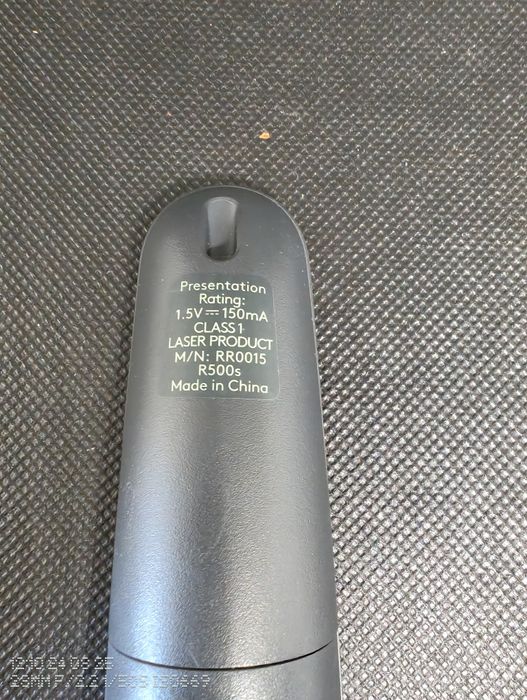 Presentation
Rating:
1.5V ⎓ 150mA
CLASS 1
LASER PRODUCT
M/N: RR0015
R500s
Made in China